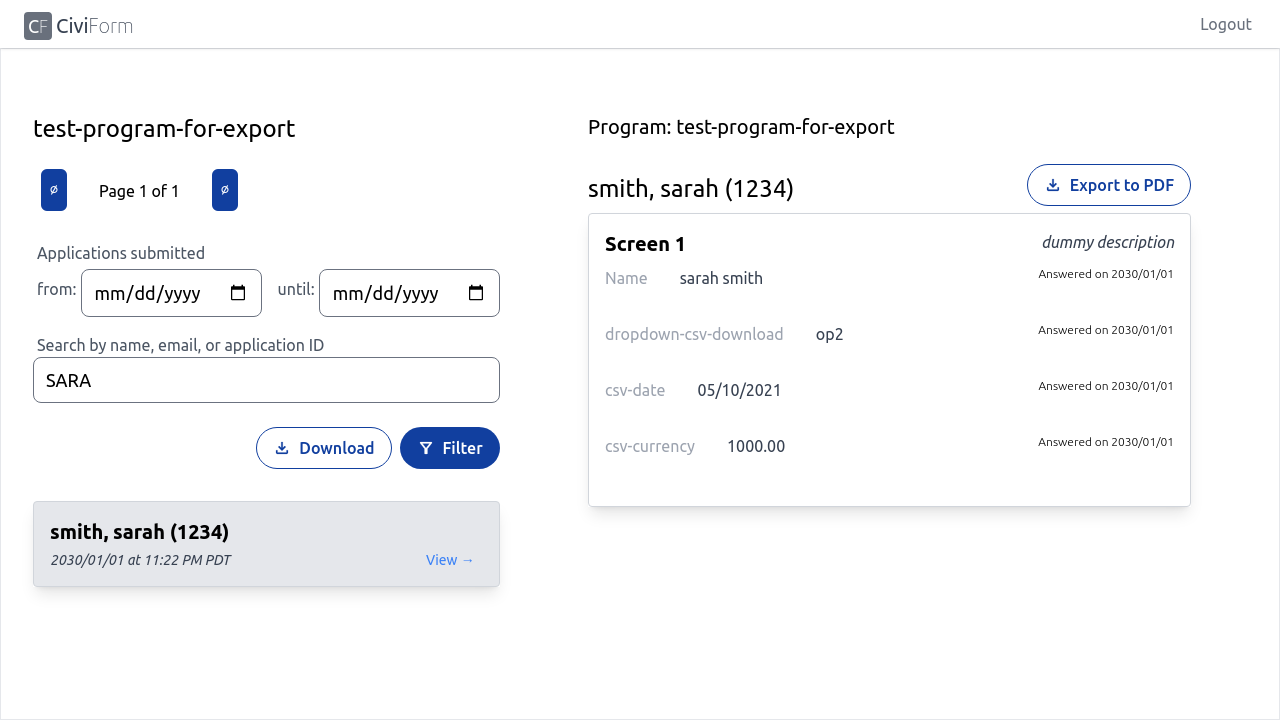 CF CiviForm
Logout
test-program-for-export
∅ Page 1 of 1 ∅
Applications submitted
from: mm/dd/yyyy until: mm/dd/yyyy
Search by name, email, or application ID
SARA
Download Filter
smith, sarah (1234)
2030/01/01 at 11:22 PM PDT View →
Program: test-program-for-export
smith, sarah (1234) Export to PDF
Screen 1 dummy description
Name sarah smith Answered on 2030/01/01
dropdown-csv-download op2 Answered on 2030/01/01
csv-date 05/10/2021 Answered on 2030/01/01
csv-currency 1000.00 Answered on 2030/01/01